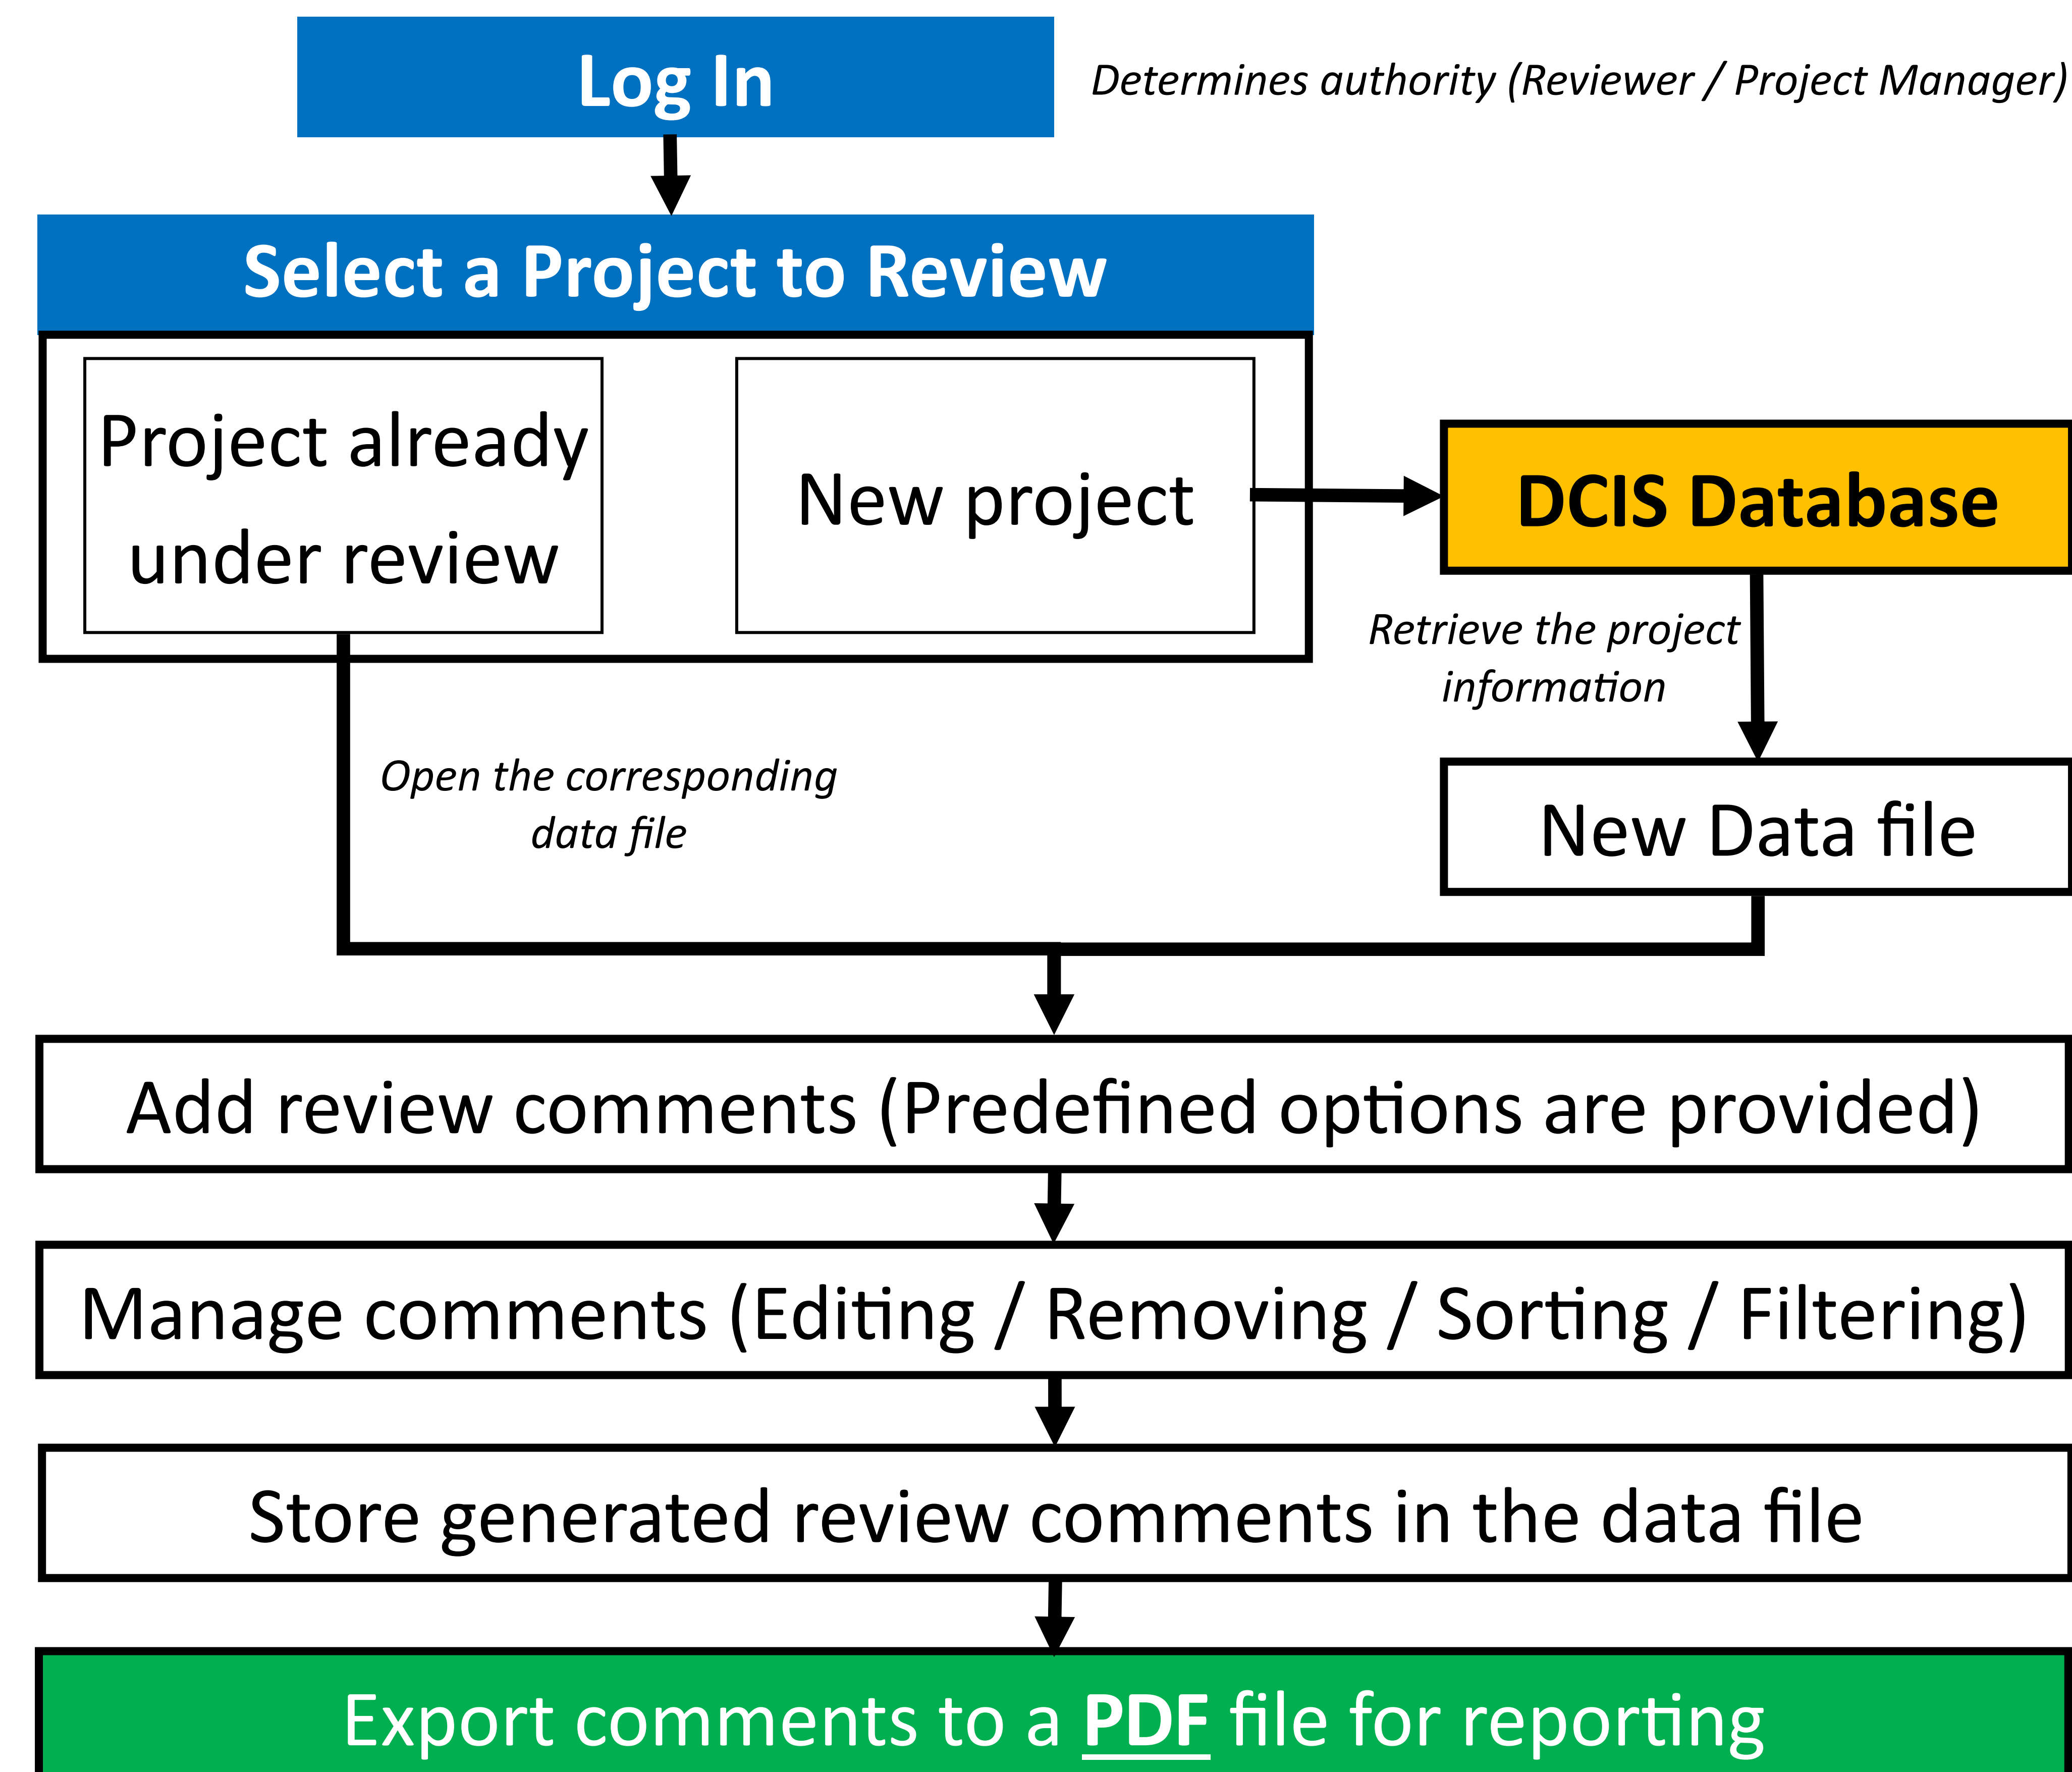 Log In
Determines authority (Reviewer / Project Manager)
Select a Project to Review
Project already
under review
New project
DCIS Database
Retrieve the project
information
Open the corresponding
data file
New Data file
Add review comments (Predefined options are provided)
Manage comments (Editing / Removing / Sorting / Filtering)
Store generated review comments in the data file
Export comments to a PDF file for reporting